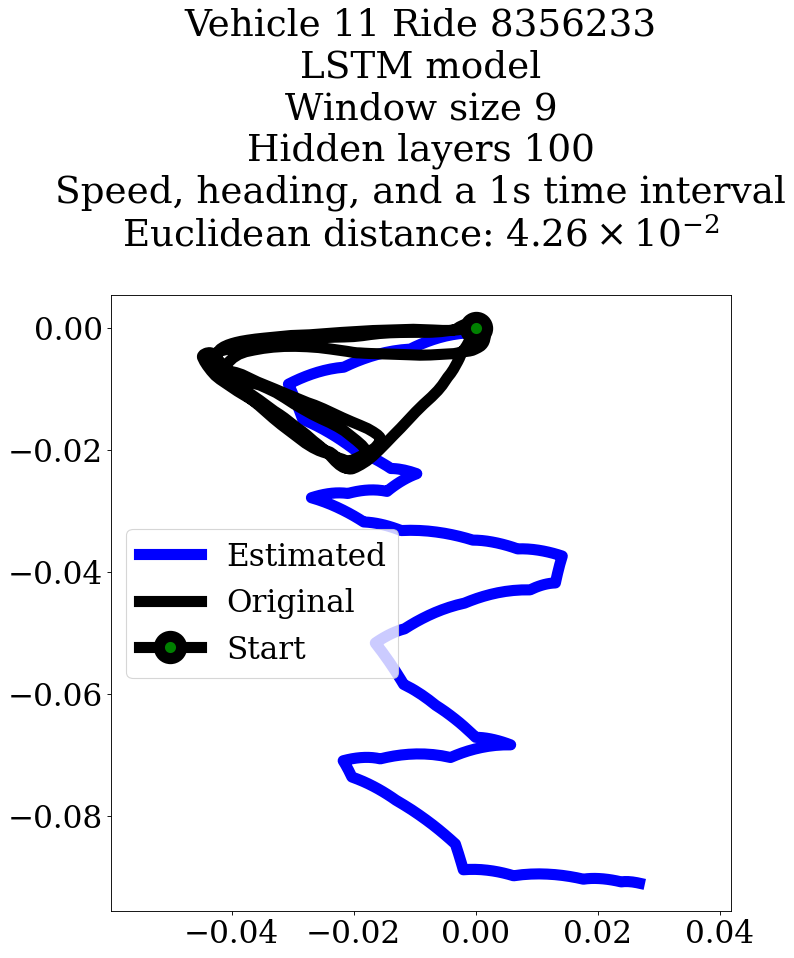 Vehicle 11 Ride 8356233
LSTM model
Window size 9
Hidden layers 100
Speed, heading, and a 1s time interval
Euclidean distance: 4.26 × 10⁻²
0.00
−0.02
−0.04
−0.06
−0.08
Estimated
Original
Start
−0.04 −0.02 0.00 0.02 0.04